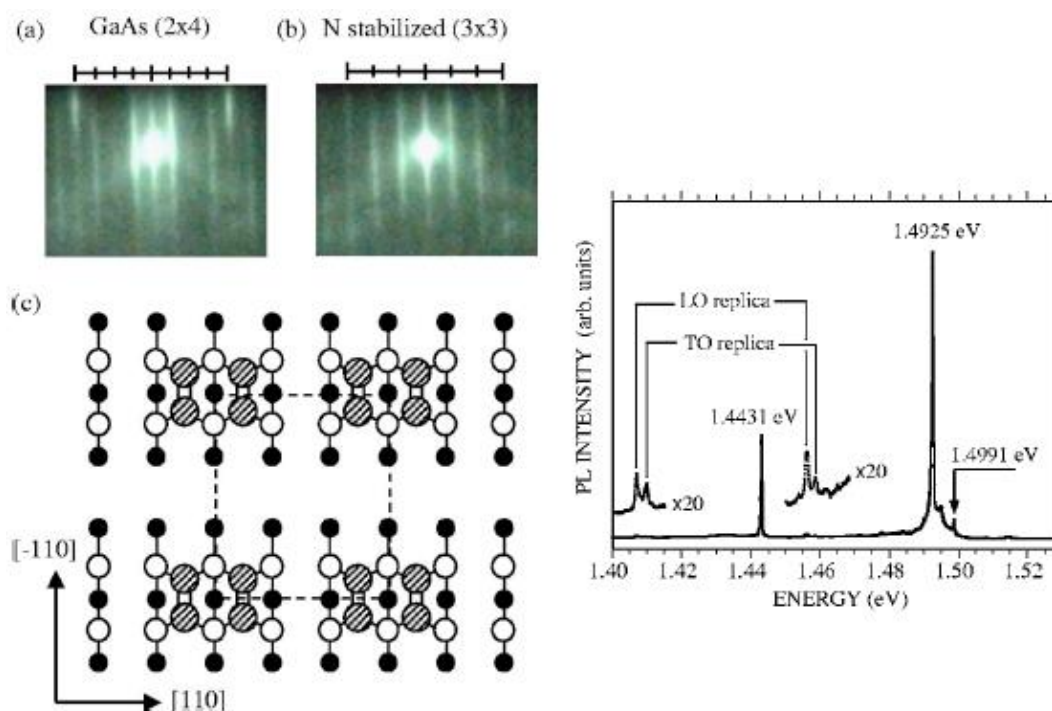 (a) GaAs (2x4)
(b) N stabilized (3x3)
(c)
[-110]
[110]
PL INTENSITY (arb. units)
1.4925 eV
LO replica
TO replica
1.4431 eV
1.4991 eV
x20
x20
1.40 1.42 1.44 1.46 1.48 1.50 1.52
ENERGY (eV)